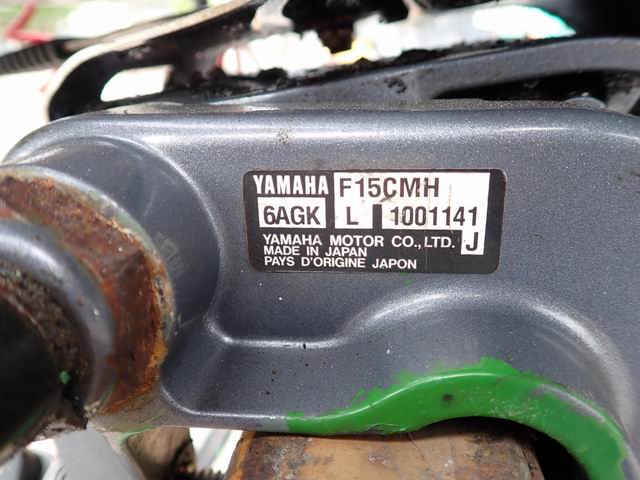 YAMAHA F15CMH
6AGK L 1001141
YAMAHA MOTOR CO., LTD. J
MADE IN JAPAN
PAYS D'ORIGINE JAPON